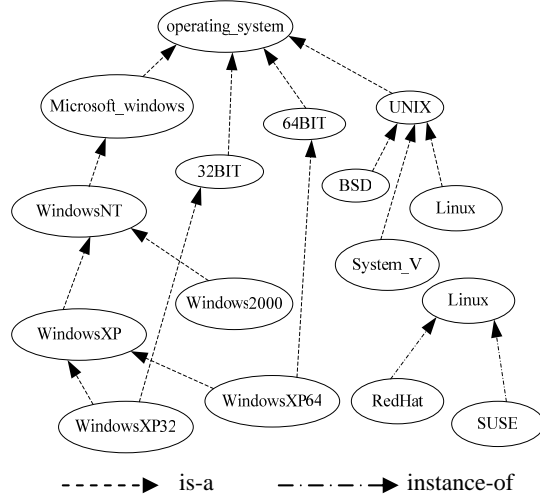 operating_system
Microsoft_windows
64BIT
UNIX
32BIT
BSD
Linux
WindowsNT
System_V
Windows2000
Linux
WindowsXP
WindowsXP64
RedHat
WindowsXP32
SUSE
is-a
instance-of